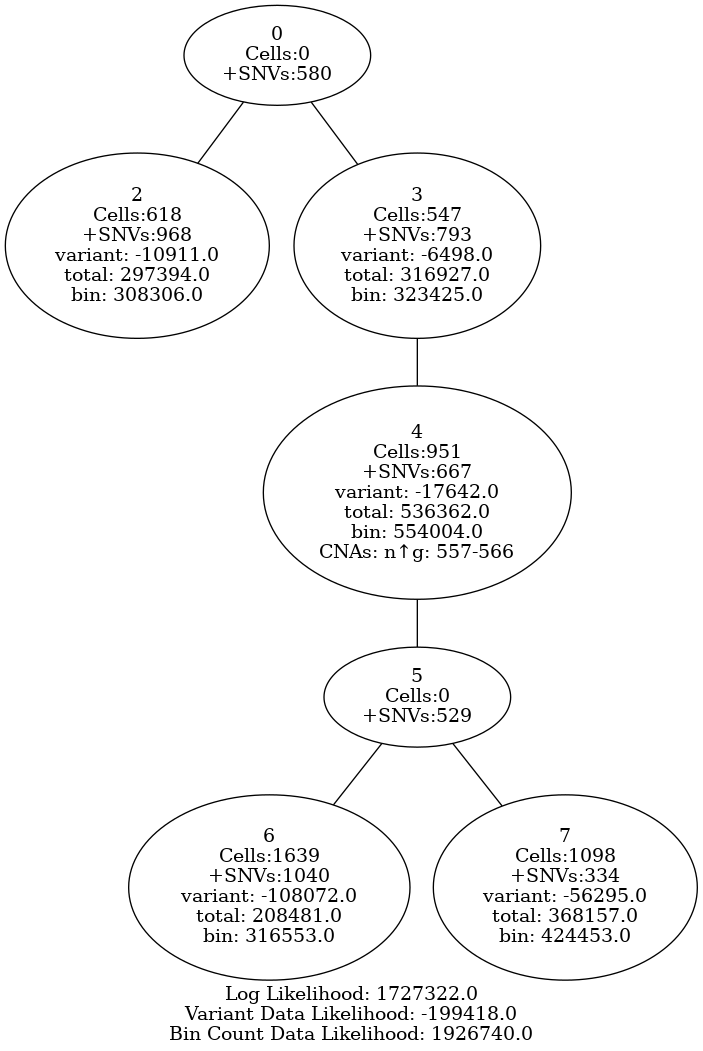 0
Cells:0
+SNVs:580
2
Cells:618
+SNVs:968
variant: -10911.0
total: 297394.0
bin: 308306.0
3
Cells:547
+SNVs:793
variant: -6498.0
total: 316927.0
bin: 323425.0
4
Cells:951
+SNVs:667
variant: -17642.0
total: 536362.0
bin: 554004.0
CNAs: n↑g: 557-566
5
Cells:0
+SNVs:529
6
Cells:1639
+SNVs:1040
variant: -108072.0
total: 208481.0
bin: 316553.0
7
Cells:1098
+SNVs:334
variant: -56295.0
total: 368157.0
bin: 424453.0
Log Likelihood: 1727322.0
Variant Data Likelihood: -199418.0
Bin Count Data Likelihood: 1926740.0